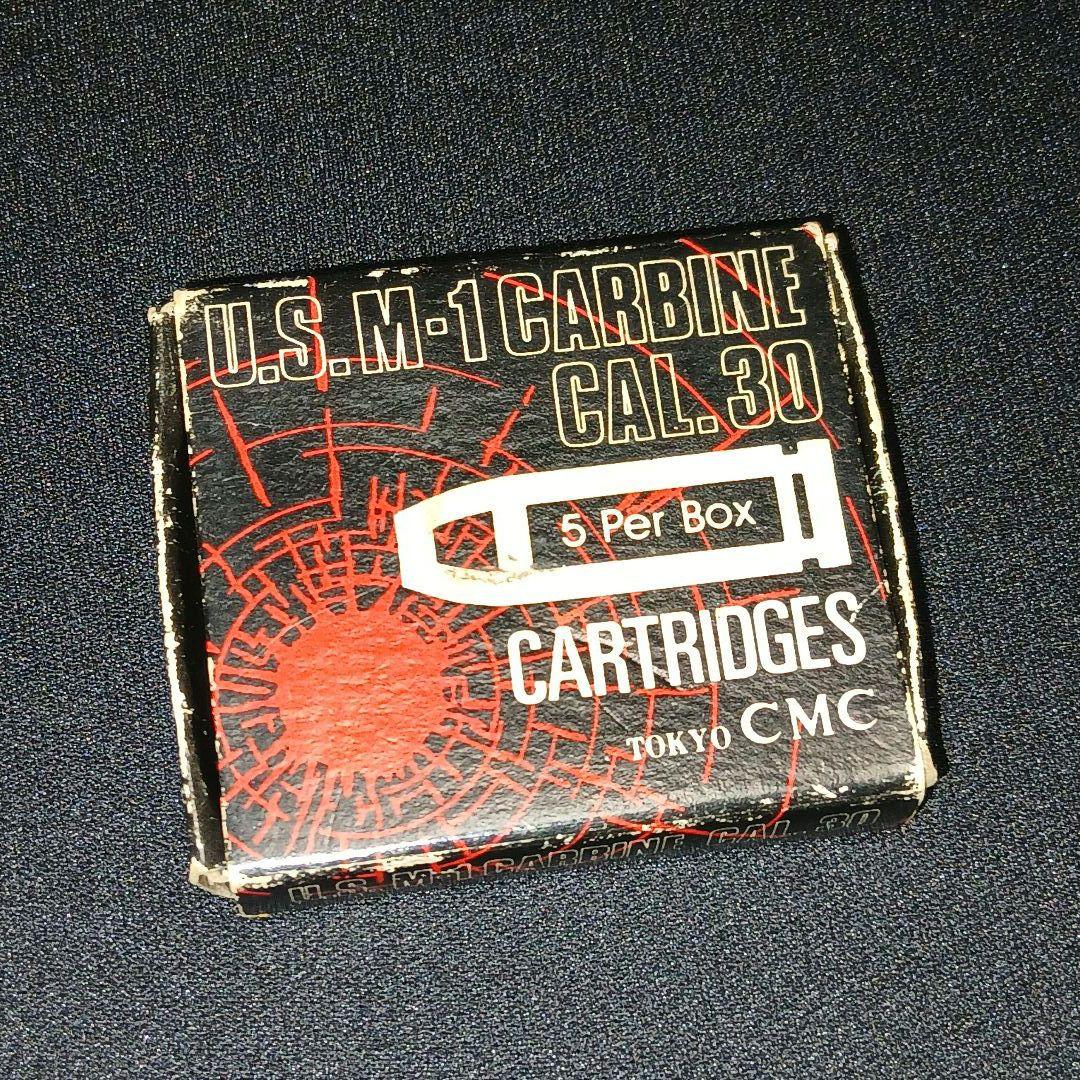 U.S. M-1 CARBINE
CAL. 30
5 Per Box
CARTRIDGES
TOKYO CMC
U.S. M-1 CARBINE CAL. 30